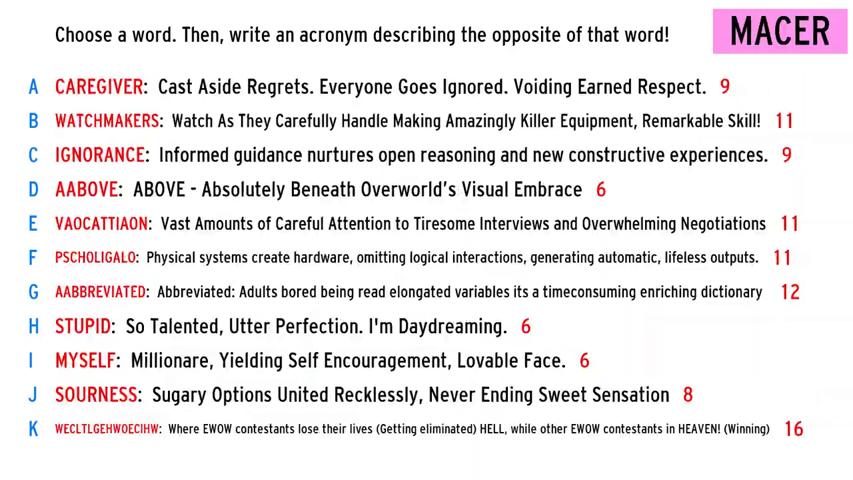 Choose a word. Then, write an acronym describing the opposite of that word!
MACER
A CAREGIVER: Cast Aside Regrets. Everyone Goes Ignored. Voiding Earned Respect. 9
B WATCHMAKERS: Watch As They Carefully Handle Making Amazingly Killer Equipment, Remarkable Skill! 11
C IGNORANCE: Informed guidance nurtures open reasoning and new constructive experiences. 9
D AABOVE: ABOVE - Absolutely Beneath Overworld's Visual Embrace 6
E VAOCATTIAON: Vast Amounts of Careful Attention to Tiresome Interviews and Overwhelming Negotiations 11
F PSCHOLIGALO: Physical systems create hardware, omitting logical interactions, generating automatic, lifeless outputs. 11
G AABBREVIATED: Abbreviated: Adults bored being read elongated variables its a timeconsuming enriching dictionary 12
H STUPID: So Talented, Utter Perfection. I'm Daydreaming. 6
I MYSELF: Millionare, Yielding Self Encouragement, Lovable Face. 6
J SOURNESS: Sugary Options United Recklessly, Never Ending Sweet Sensation 8
K WECLTLGEHWOECIHW: Where EWOW contestants lose their lives (Getting eliminated) HELL, while other EWOW contestants in HEAVEN! (Winning) 16